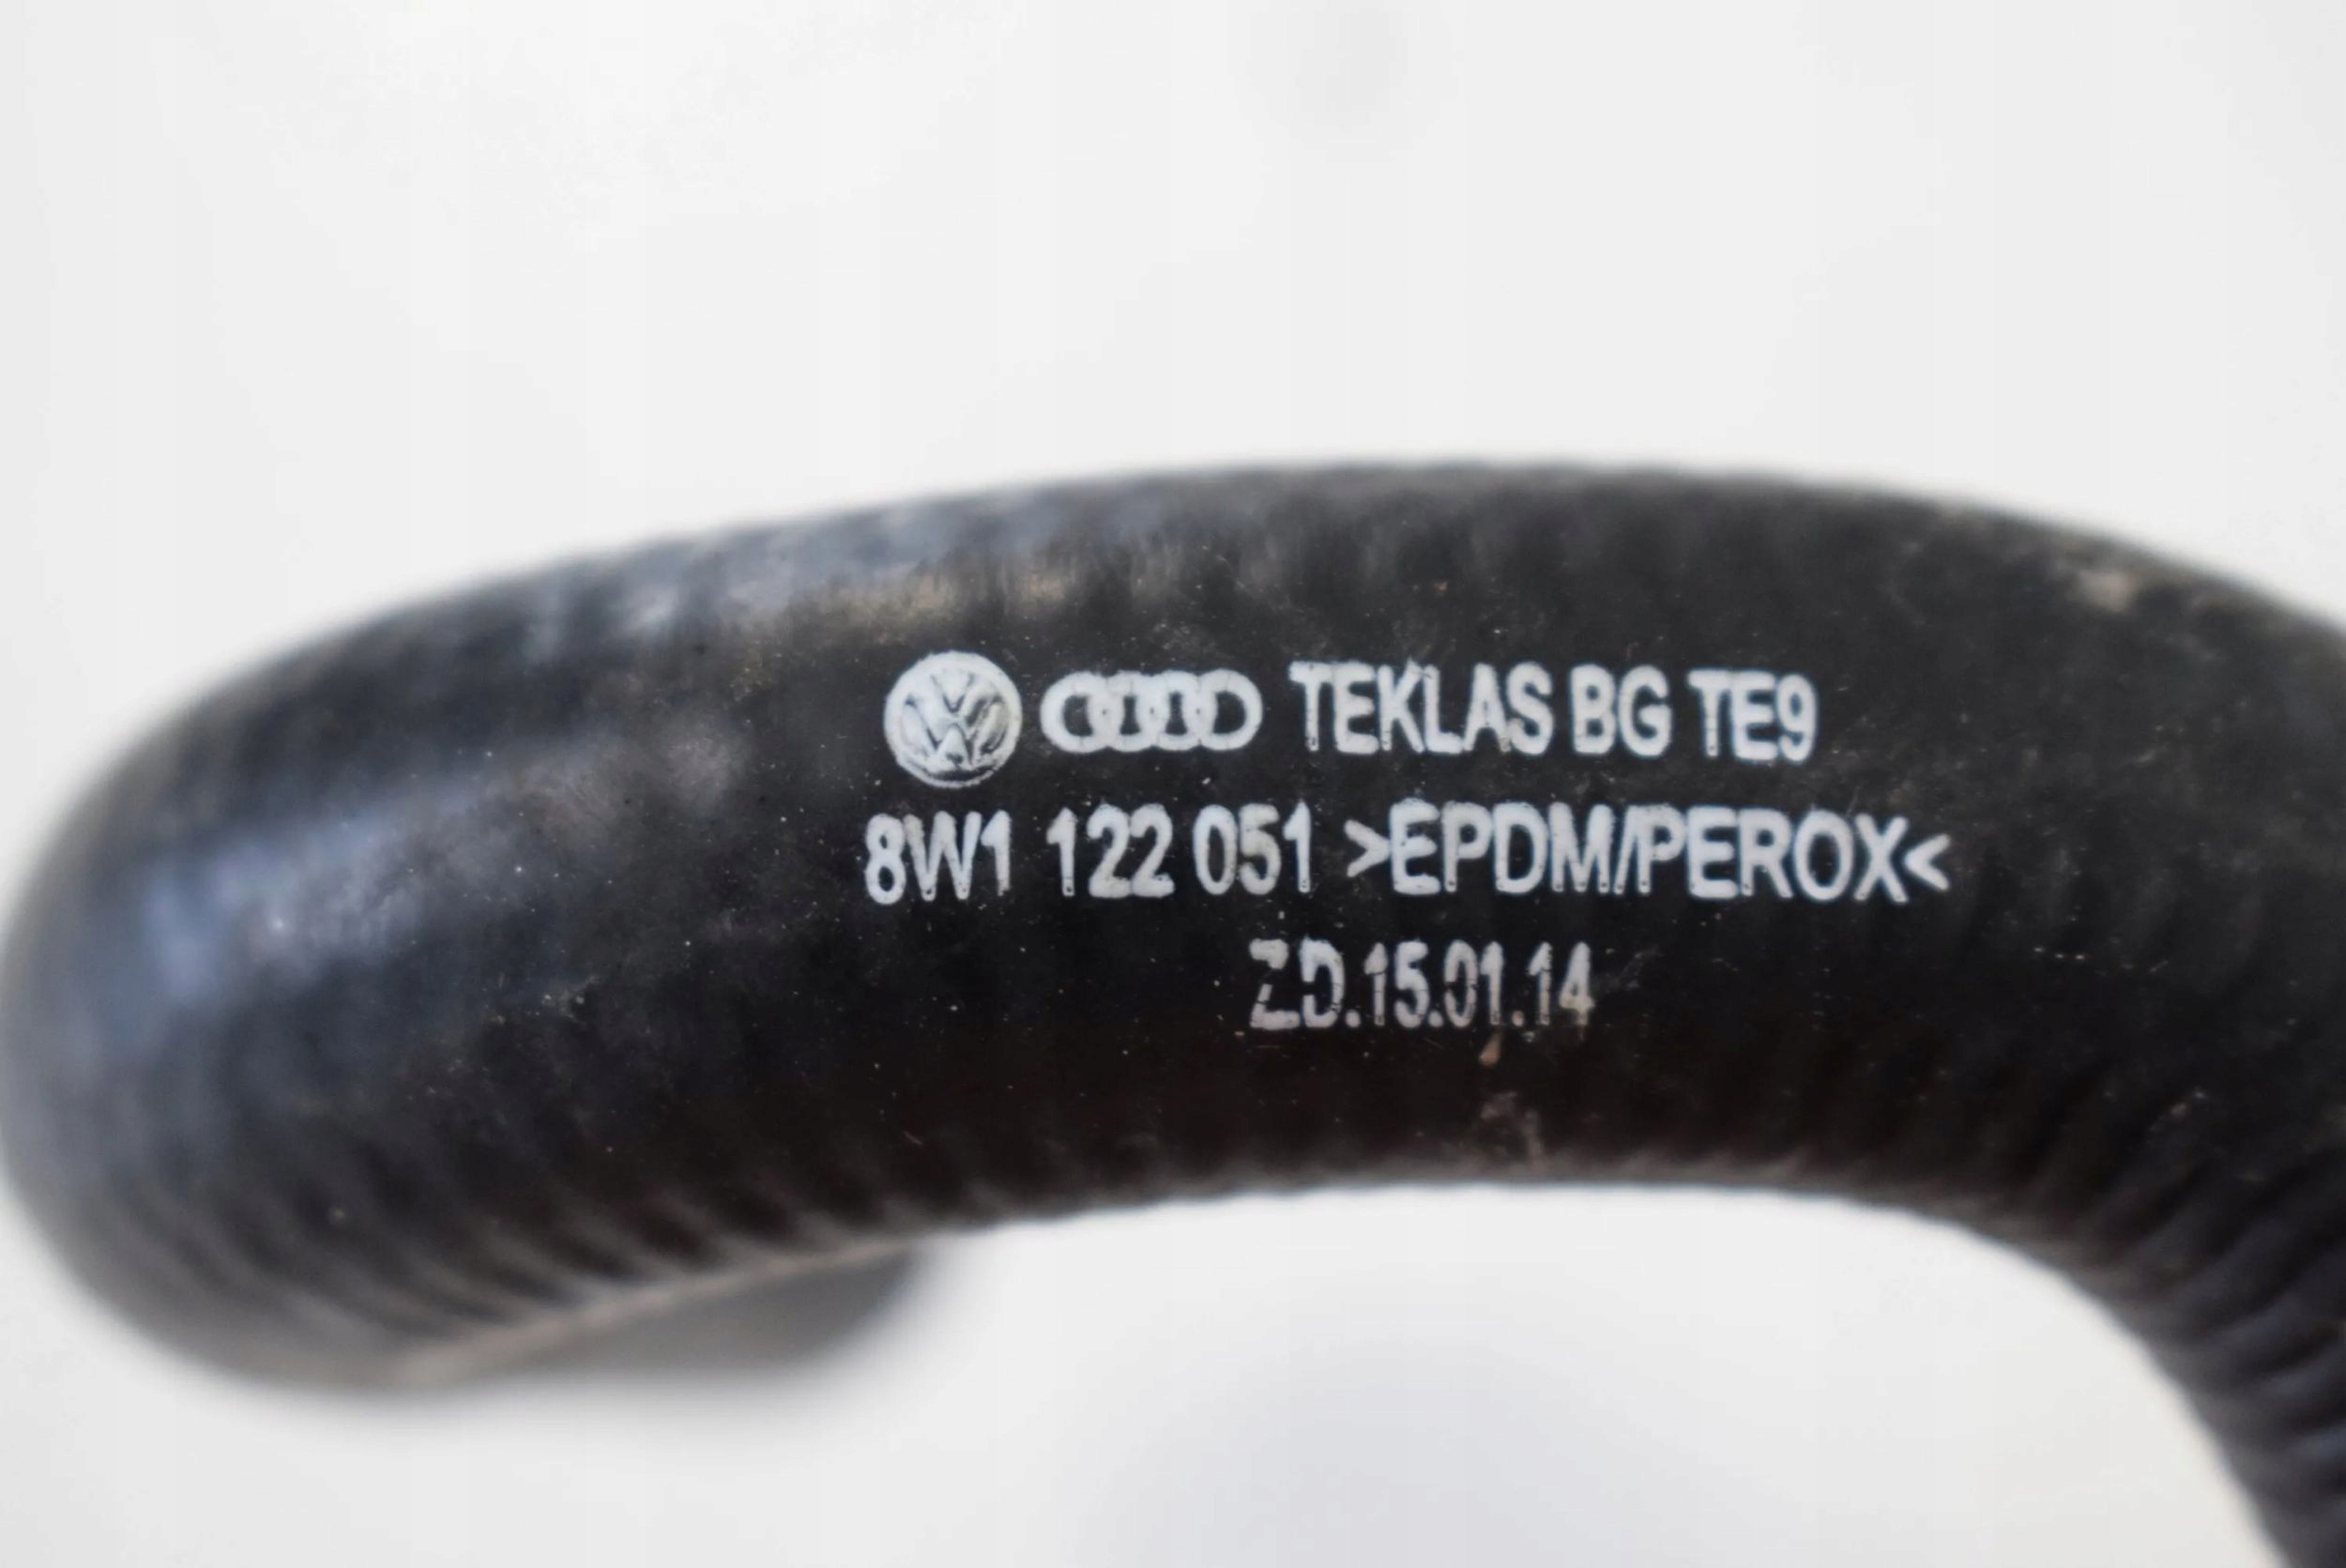 TEKLAS BG TE9
8W1 122 051 >EPDM/PEROX<
ZD.15.01.14